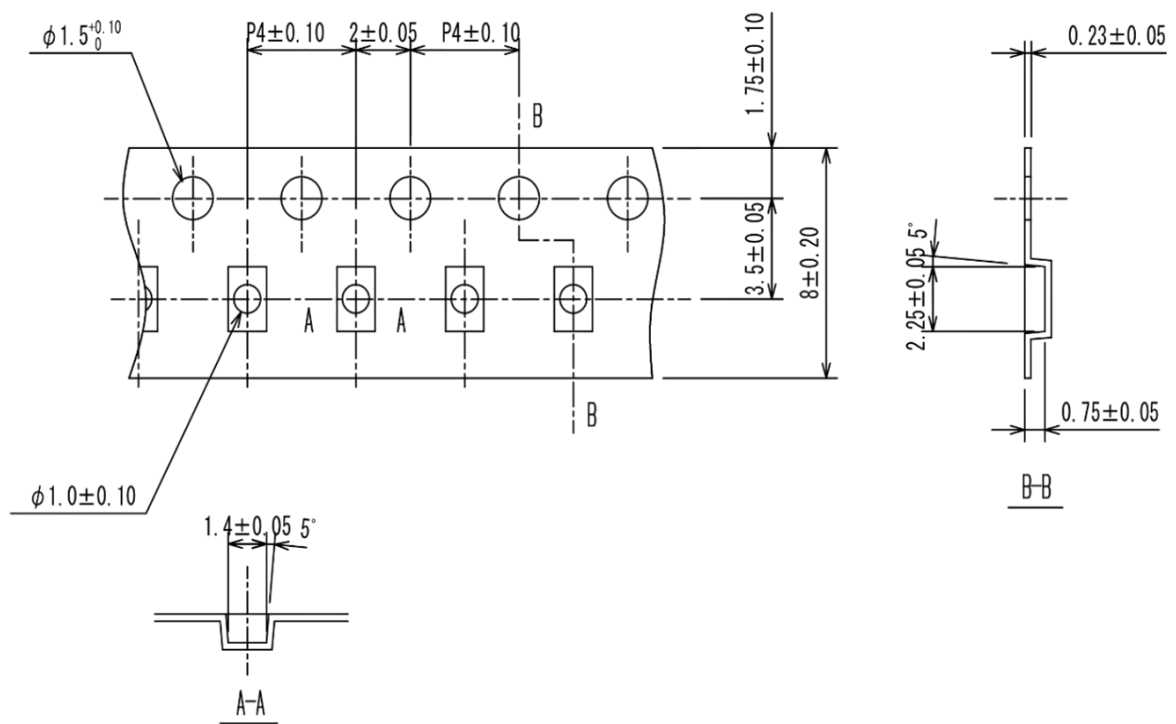 φ1.5 +0.10 0
P4±0.10
2±0.05
P4±0.10
1.75±0.10
0.23±0.05
B
3.5±0.05
8±0.20
2.25±0.05
5°
A
A
B
0.75±0.05
B-B
φ1.0±0.10
1.4±0.05
5°
A-A